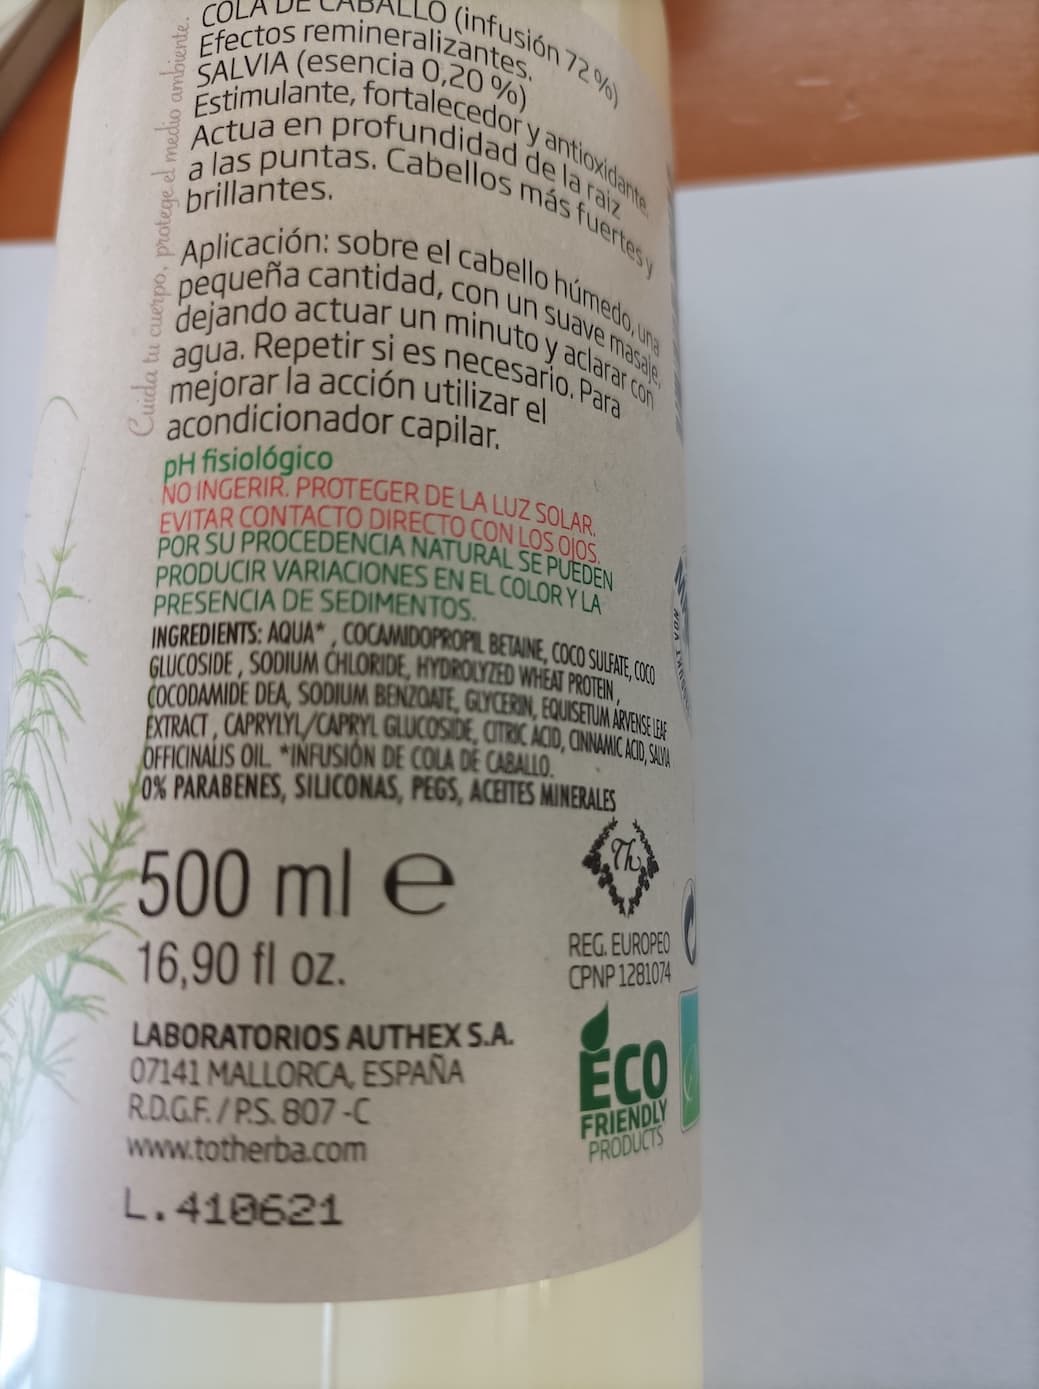 COLA DE CABALLO (infusión 72 %)
Efectos remineralizantes.
SALVIA (esencia 0,20 %)
Estimulante, fortalecedor y antioxidante.
Actua en profundidad de la raiz
a las puntas. Cabellos más fuertes y
brillantes.
Aplicación: sobre el cabello húmedo, una
pequeña cantidad, con un suave masaje,
dejando actuar un minuto y aclarar con
agua. Repetir si es necesario. Para
mejorar la acción utilizar el
acondicionador capilar.
pH fisiológico
NO INGERIR. PROTEGER DE LA LUZ SOLAR.
EVITAR CONTACTO DIRECTO CON LOS OJOS.
POR SU PROCEDENCIA NATURAL SE PUEDEN
PRODUCIR VARIACIONES EN EL COLOR Y LA
PRESENCIA DE SEDIMENTOS.
INGREDIENTS: AQUA* , COCAMIDOPROPIL BETAINE, COCO SULFATE, COCO
GLUCOSIDE , SODIUM CHLORIDE, HYDROLYZED WHEAT PROTEIN ,
COCODAMIDE DEA, SODIUM BENZOATE, GLYCERIN, EQUISETUM ARVENSE LEAF
EXTRACT , CAPRYLYL/CAPRYL GLUCOSIDE, CITRIC ACID, CINNAMIC ACID, SALVIA
OFFICINALIS OIL. *INFUSIÓN DE COLA DE CABALLO.
0% PARABENES, SILICONAS, PEGS, ACEITES MINERALES
500 ml e
16,90 fl oz.
Th
REG. EUROPEO
CPNP 1281074
LABORATORIOS AUTHEX S.A.
07141 MALLORCA, ESPAÑA
R.D.G.F. / P.S. 807 -C
www.totherba.com
ECO
FRIENDLY
PRODUCTS
L.410621
Cuida tu cuerpo, protege el medio ambiente.